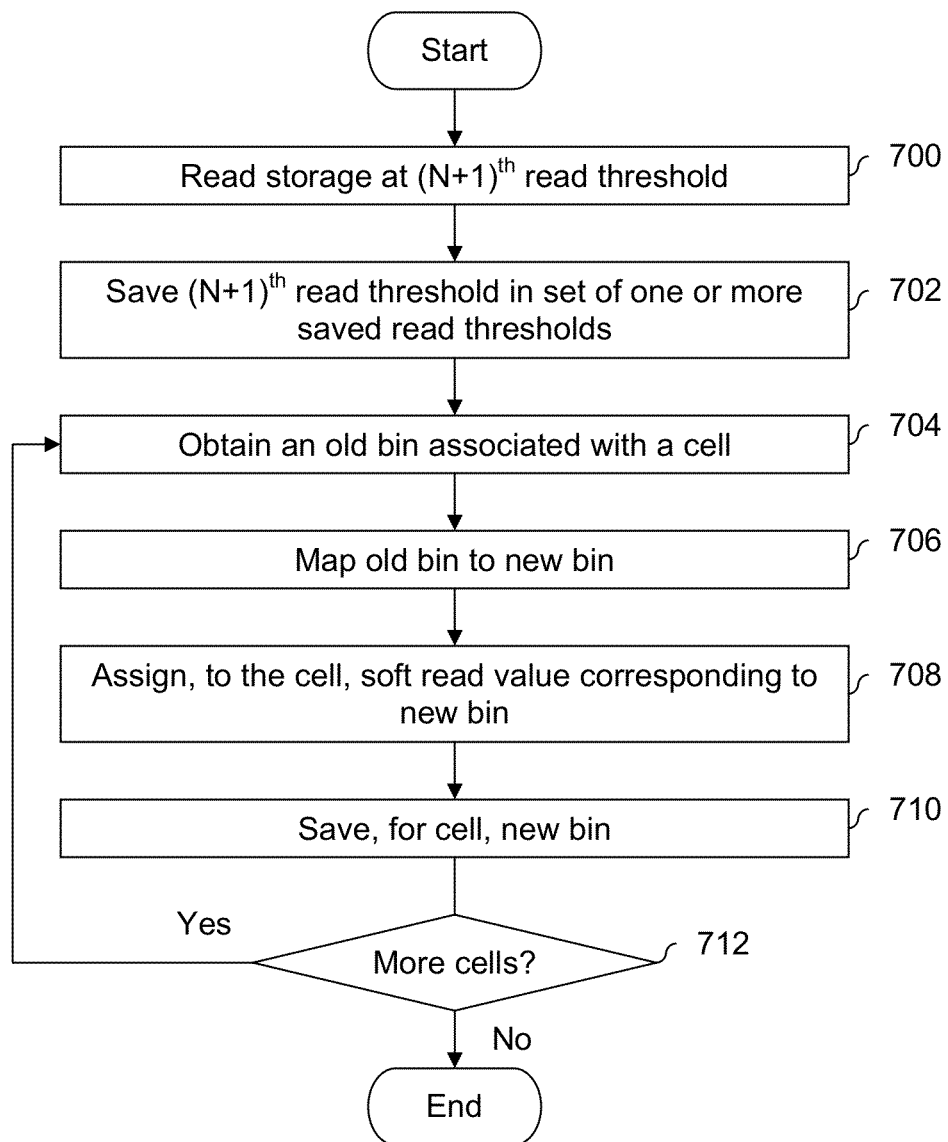 Start
Read storage at (N+1)th read threshold
700
Save (N+1)th read threshold in set of one or more
saved read thresholds
702
Obtain an old bin associated with a cell
704
Map old bin to new bin
706
Assign, to the cell, soft read value corresponding to
new bin
708
Save, for cell, new bin
710
Yes
More cells?
712
No
End